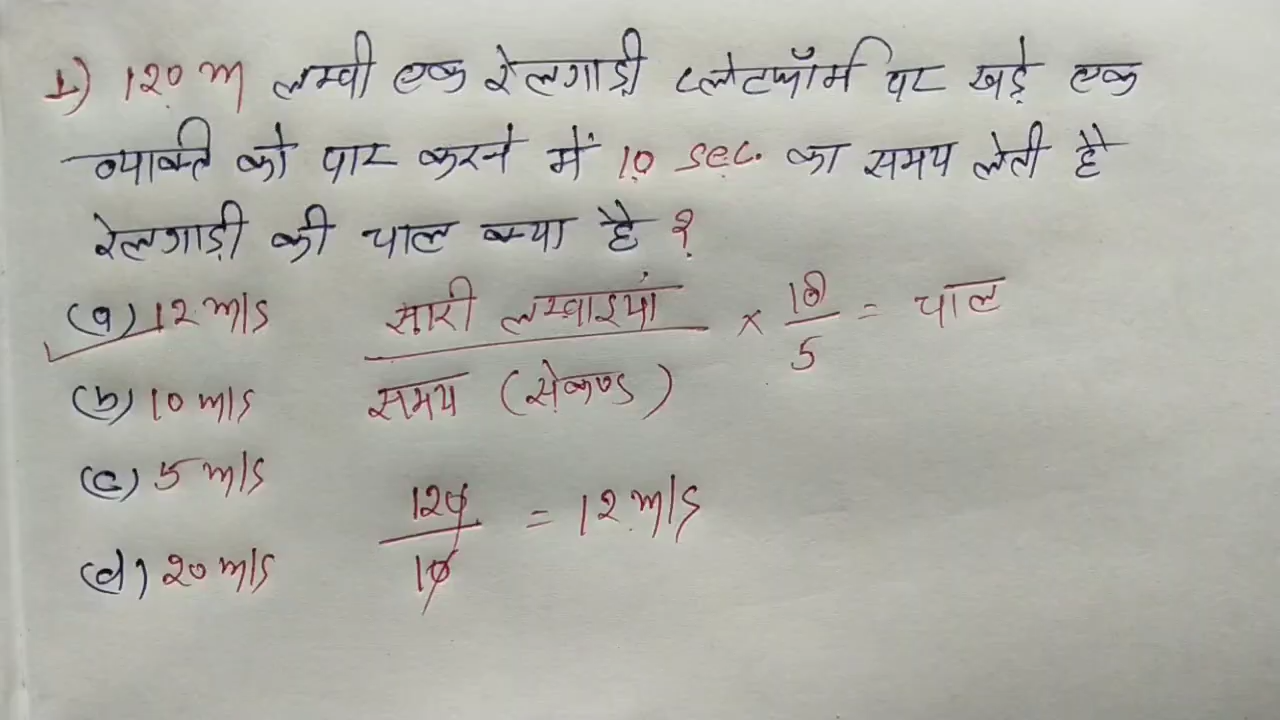 1) 120 m लम्बी एक रेलगाड़ी प्लेटफॉर्म पर खड़े एक
व्यक्ति को पार करने में 10 sec. का समय लेती है
रेलगाड़ी की चाल क्या है ?
(a) 12 m/s
सारी लम्बाइयां / समय (सेकण्ड) × 18/5 = चाल
(b) 10 m/s
(c) 5 m/s
120/10 = 12 m/s
(d) 20 m/s